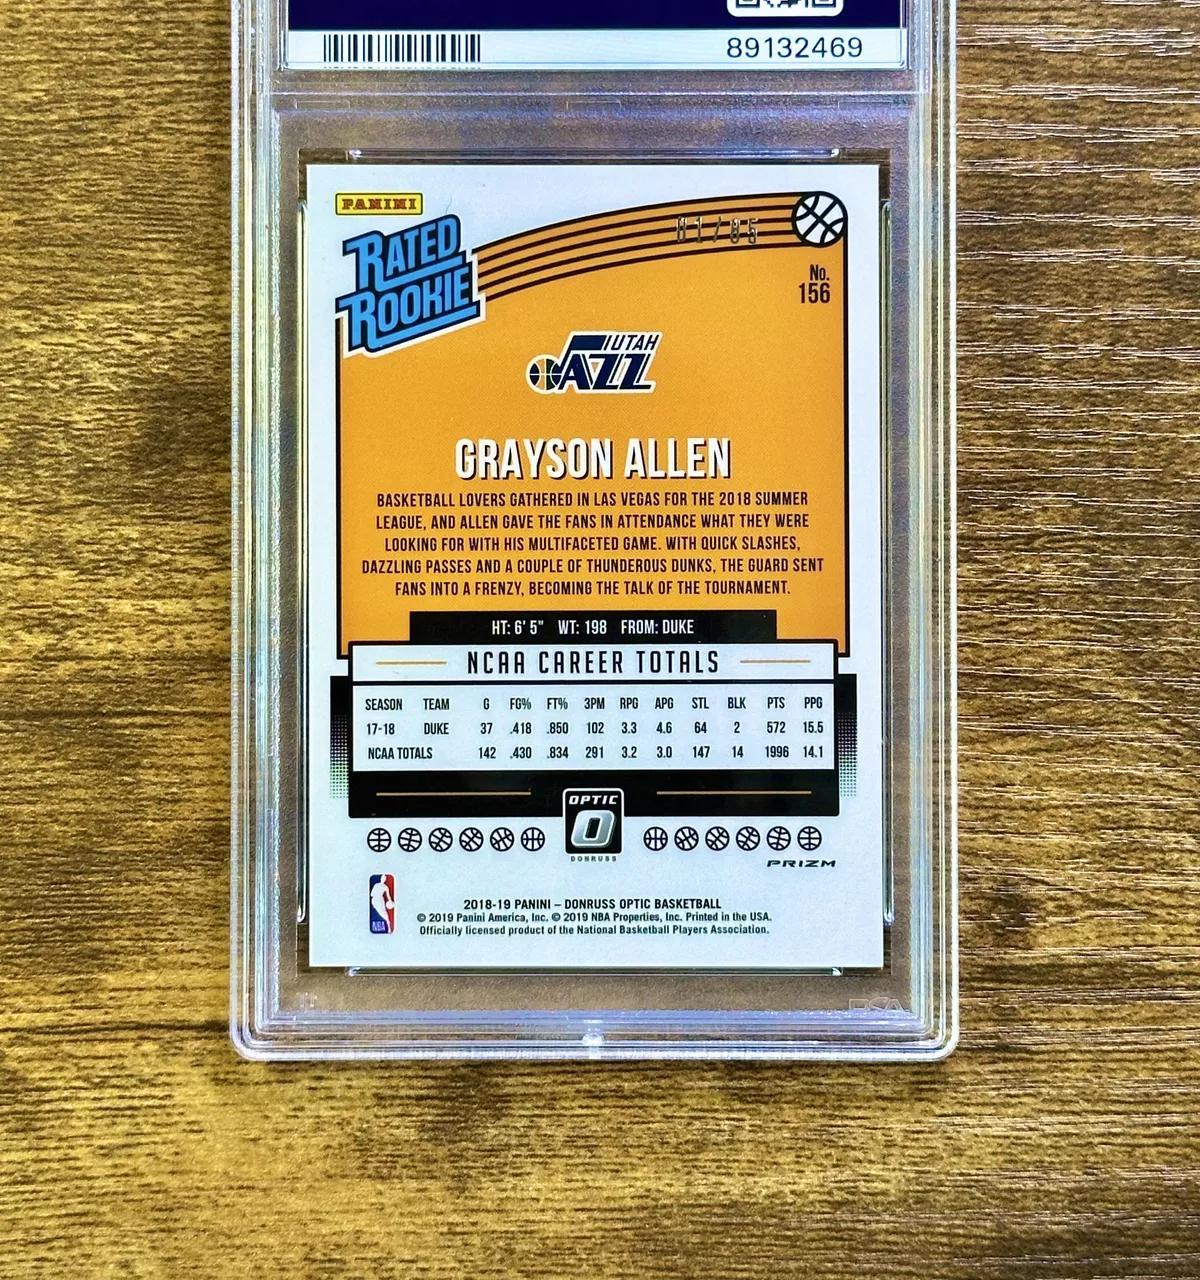 89132469
PANINI
RATED
ROOKIE
01/05
No.
156
UTAH
JAZZ
GRAYSON ALLEN
BASKETBALL LOVERS GATHERED IN LAS VEGAS FOR THE 2018 SUMMER
LEAGUE, AND ALLEN GAVE THE FANS IN ATTENDANCE WHAT THEY WERE
LOOKING FOR WITH HIS MULTIFACETED GAME. WITH QUICK SLASHES,
DAZZLING PASSES AND A COUPLE OF THUNDEROUS DUNKS, THE GUARD SENT
FANS INTO A FRENZY, BECOMING THE TALK OF THE TOURNAMENT.
HT: 6' 5" WT: 198 FROM: DUKE
NCAA CAREER TOTALS
SEASON TEAM G FG% FT% 3PM RPG APG STL BLK PTS PPG
17-18 DUKE 37 .418 .850 102 3.3 4.6 64 2 572 15.5
NCAA TOTALS 142 .430 .834 291 3.2 3.0 147 14 1996 14.1
OPTIC
O
DONRUSS
PRIZM
NBA
2018-19 PANINI – DONRUSS OPTIC BASKETBALL
© 2019 Panini America, Inc. © 2019 NBA Properties, Inc. Printed in the USA.
Officially licensed product of the National Basketball Players Association.
PSA